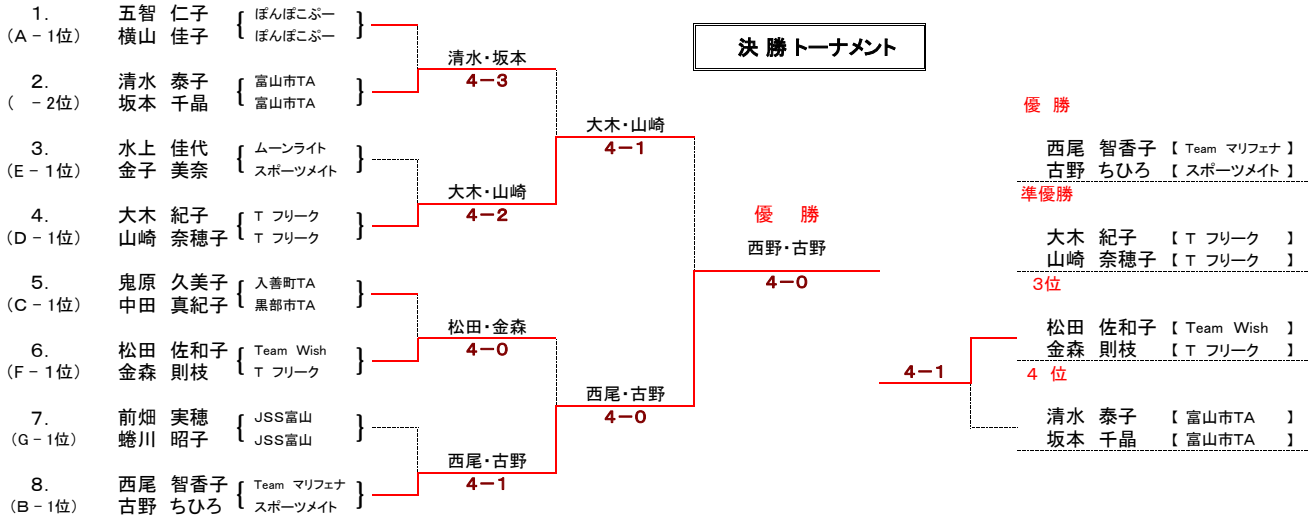 決 勝 トーナメント
1. 五智 仁子 { ぽんぽこぷー }
(A－1位) 横山 佳子 ぽんぽこぷー
2. 清水 泰子 { 富山市TA }
( －2位) 坂本 千晶 富山市TA
3. 水上 佳代 { ムーンライト }
(E－1位) 金子 美奈 スポーツメイト
4. 大木 紀子 { T フリーク }
(D－1位) 山崎 奈穂子 T フリーク
5. 鬼原 久美子 { 入善町TA }
(C－1位) 中田 真紀子 黒部市TA
6. 松田 佐和子 { Team Wish }
(F－1位) 金森 則枝 T フリーク
7. 前畑 実穂 { JSS富山 }
(G－1位) 蜷川 昭子 JSS富山
8. 西尾 智香子 { Team マリフェナ }
(B－1位) 古野 ちひろ スポーツメイト
清水・坂本
4－3
大木・山崎
4－2
松田・金森
4－0
西尾・古野
4－1
大木・山崎
4－1
西尾・古野
4－0
優 勝
西野・古野
4－0
4－1
優 勝
西尾 智香子 【 Team マリフェナ 】
古野 ちひろ 【 スポーツメイト 】
準優勝
大木 紀子 【 T フリーク 】
山崎 奈穂子 【 T フリーク 】
3位
松田 佐和子 【 Team Wish 】
金森 則枝 【 T フリーク 】
4 位
清水 泰子 【 富山市TA 】
坂本 千晶 【 富山市TA 】